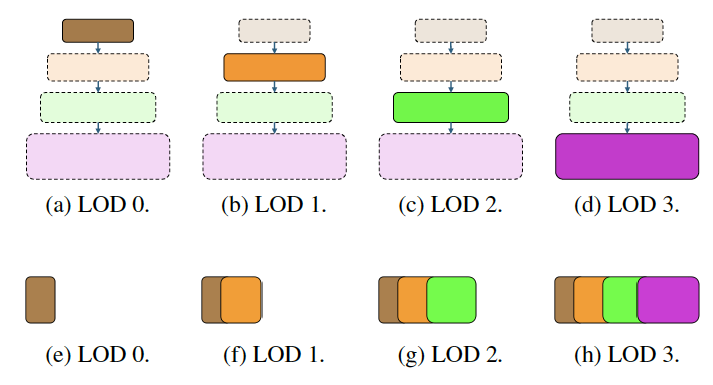 (a) LOD 0.
(b) LOD 1.
(c) LOD 2.
(d) LOD 3.
(e) LOD 0.
(f) LOD 1.
(g) LOD 2.
(h) LOD 3.